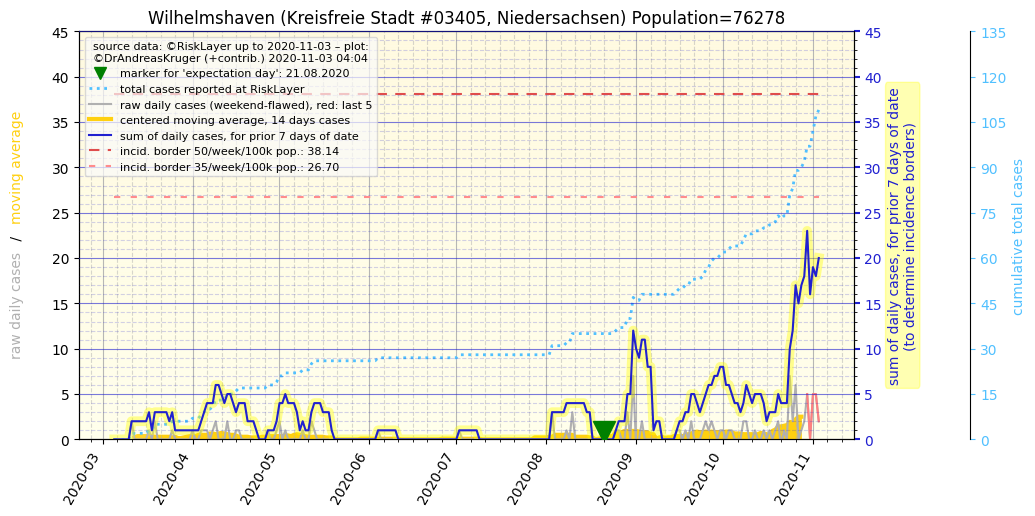 Wilhelmshaven (Kreisfreie Stadt #03405, Niedersachsen) Population=76278
source data: ©RiskLayer up to 2020-11-03 – plot:
©DrAndreasKruger (+contrib.) 2020-11-03 04:04
marker for 'expectation day': 21.08.2020
total cases reported at RiskLayer
raw daily cases (weekend-flawed), red: last 5
centered moving average, 14 days cases
sum of daily cases, for prior 7 days of date
incid. border 50/week/100k pop.: 38.14
incid. border 35/week/100k pop.: 26.70
raw daily cases / moving average
45
40
35
30
25
20
15
10
5
0
2020-03
2020-04
2020-05
2020-06
2020-07
2020-08
2020-09
2020-10
2020-11
45
40
35
30
25
20
15
10
5
0
sum of daily cases, for prior 7 days of date
(to determine incidence borders)
135
120
105
90
75
60
45
30
15
0
cumulative total cases